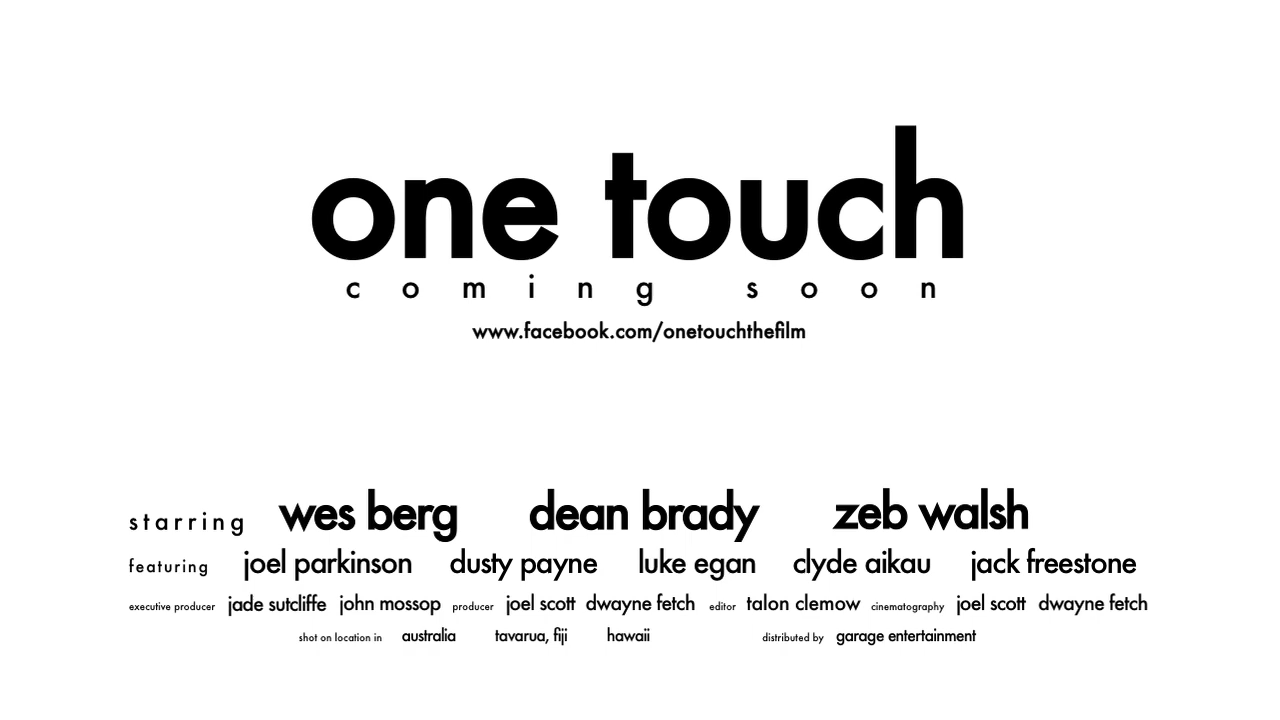 one touch
coming soon
www.facebook.com/onetouchthefilm
starring wes berg dean brady zeb walsh
featuring joel parkinson dusty payne luke egan clyde aikau jack freestone
executive producer jade sutcliffe john mossop producer joel scott dwayne fetch editor talon clemow cinematography joel scott dwayne fetch
shot on location in australia tavarua, fiji hawaii distributed by garage entertainment